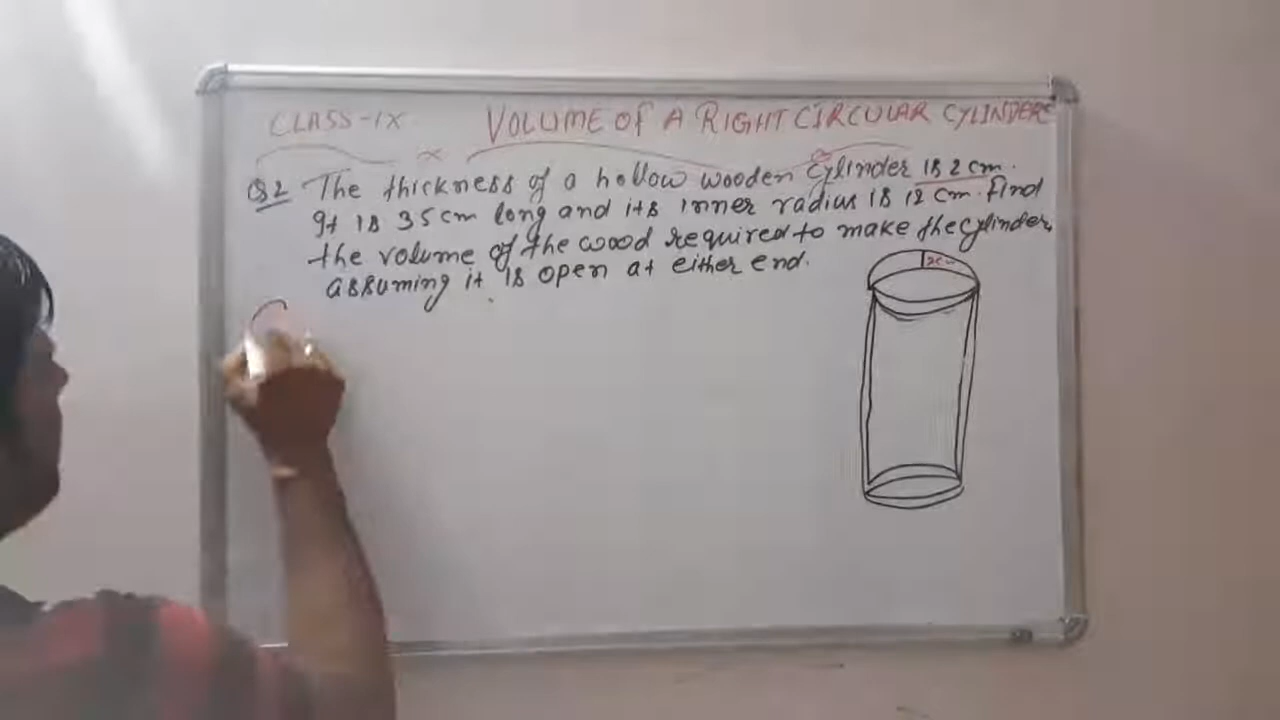 CLASS-IX VOLUME Of A RIGHT CIRCULAR CYLINDERS
Q2 The thickness of a hollow wooden cylinder is 2 cm.
It is 35 cm long and its inner radius is 12 cm. Find
the volume of the wood required to make the cylinder,
assuming it is open at either end.
2cm